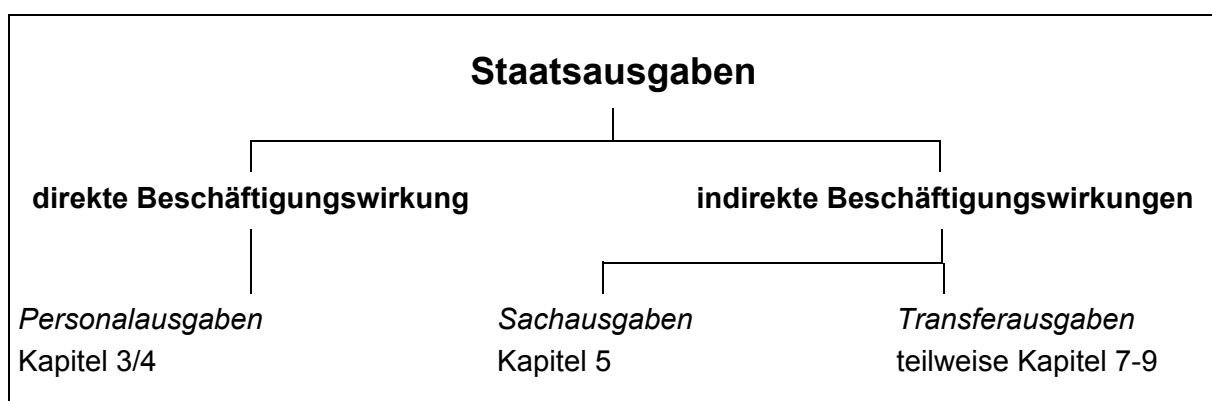 Staatsausgaben
direkte Beschäftigungswirkung
indirekte Beschäftigungswirkungen
Personalausgaben
Kapitel 3/4
Sachausgaben
Kapitel 5
Transferausgaben
teilweise Kapitel 7-9